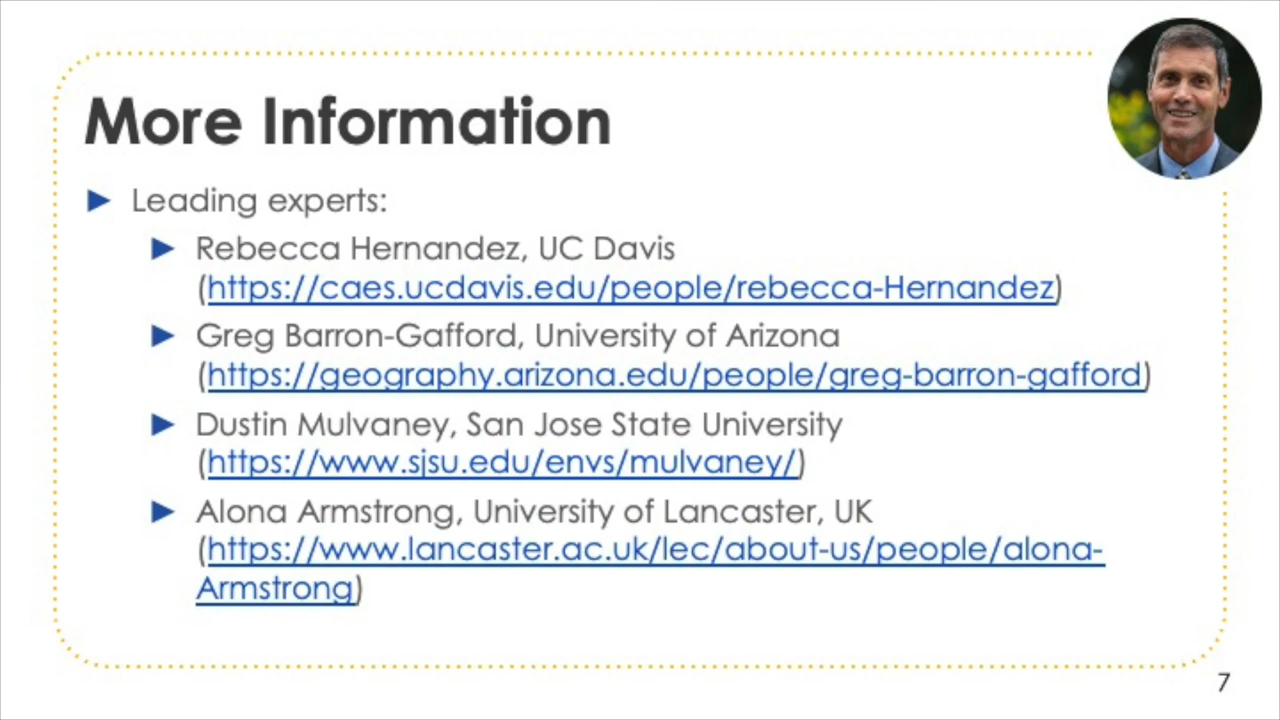 More Information
Leading experts:
Rebecca Hernandez, UC Davis
(https://caes.ucdavis.edu/people/rebecca-Hernandez)
Greg Barron-Gafford, University of Arizona
(https://geography.arizona.edu/people/greg-barron-gafford)
Dustin Mulvaney, San Jose State University
(https://www.sjsu.edu/envs/mulvaney/)
Alona Armstrong, University of Lancaster, UK
(https://www.lancaster.ac.uk/lec/about-us/people/alona-
Armstrong)
7